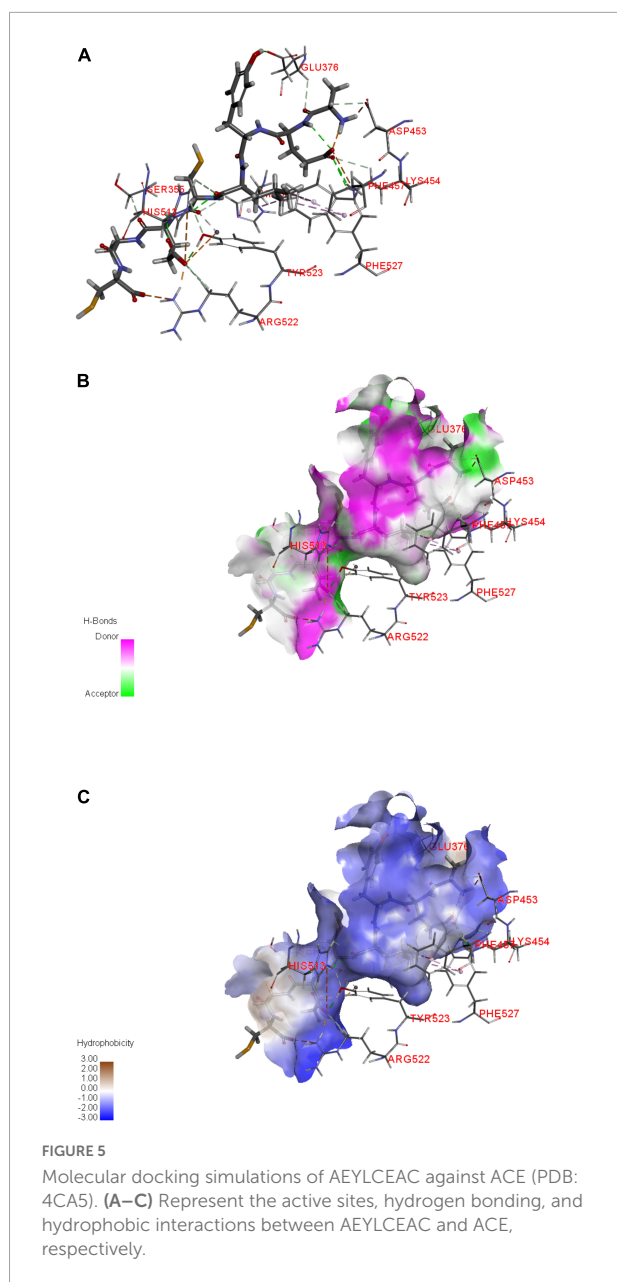 A
GLU376
ASP453
LYS454
PHE457
SER355
HIS513
TYR523
PHE527
ARG522
B
GLU376
ASP453
LYS454
HIS513
TYR523
PHE527
ARG522
H-Bonds
Donor
Acceptor
C
GLU376
ASP453
LYS454
HIS513
TYR523
PHE527
ARG522
Hydrophobicity
3.00
2.00
1.00
0.00
-1.00
-2.00
-3.00
FIGURE 5
Molecular docking simulations of AEYLCEAC against ACE (PDB:
4CA5). (A–C) Represent the active sites, hydrogen bonding, and
hydrophobic interactions between AEYLCEAC and ACE,
respectively.